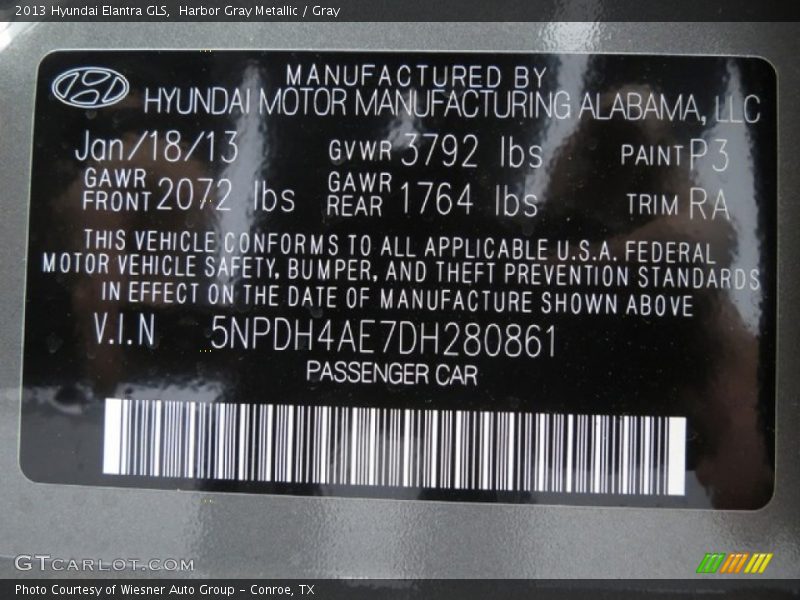 2013 Hyundai Elantra GLS,  Harbor Gray Metallic / Gray
MANUFACTURED BY
HYUNDAI MOTOR MANUFACTURING ALABAMA, LLC
Jan/18/13 GVWR 3792 lbs PAINT P3
GAWR FRONT 2072 lbs GAWR REAR 1764 lbs TRIM RA
THIS VEHICLE CONFORMS TO ALL APPLICABLE U.S.A. FEDERAL
MOTOR VEHICLE SAFETY, BUMPER, AND THEFT PREVENTION STANDARDS
IN EFFECT ON THE DATE OF MANUFACTURE SHOWN ABOVE
V.I.N 5NPDH4AE7DH280861
PASSENGER CAR
GTCARLOT.COM
Photo Courtesy of Wiesner Auto Group - Conroe, TX